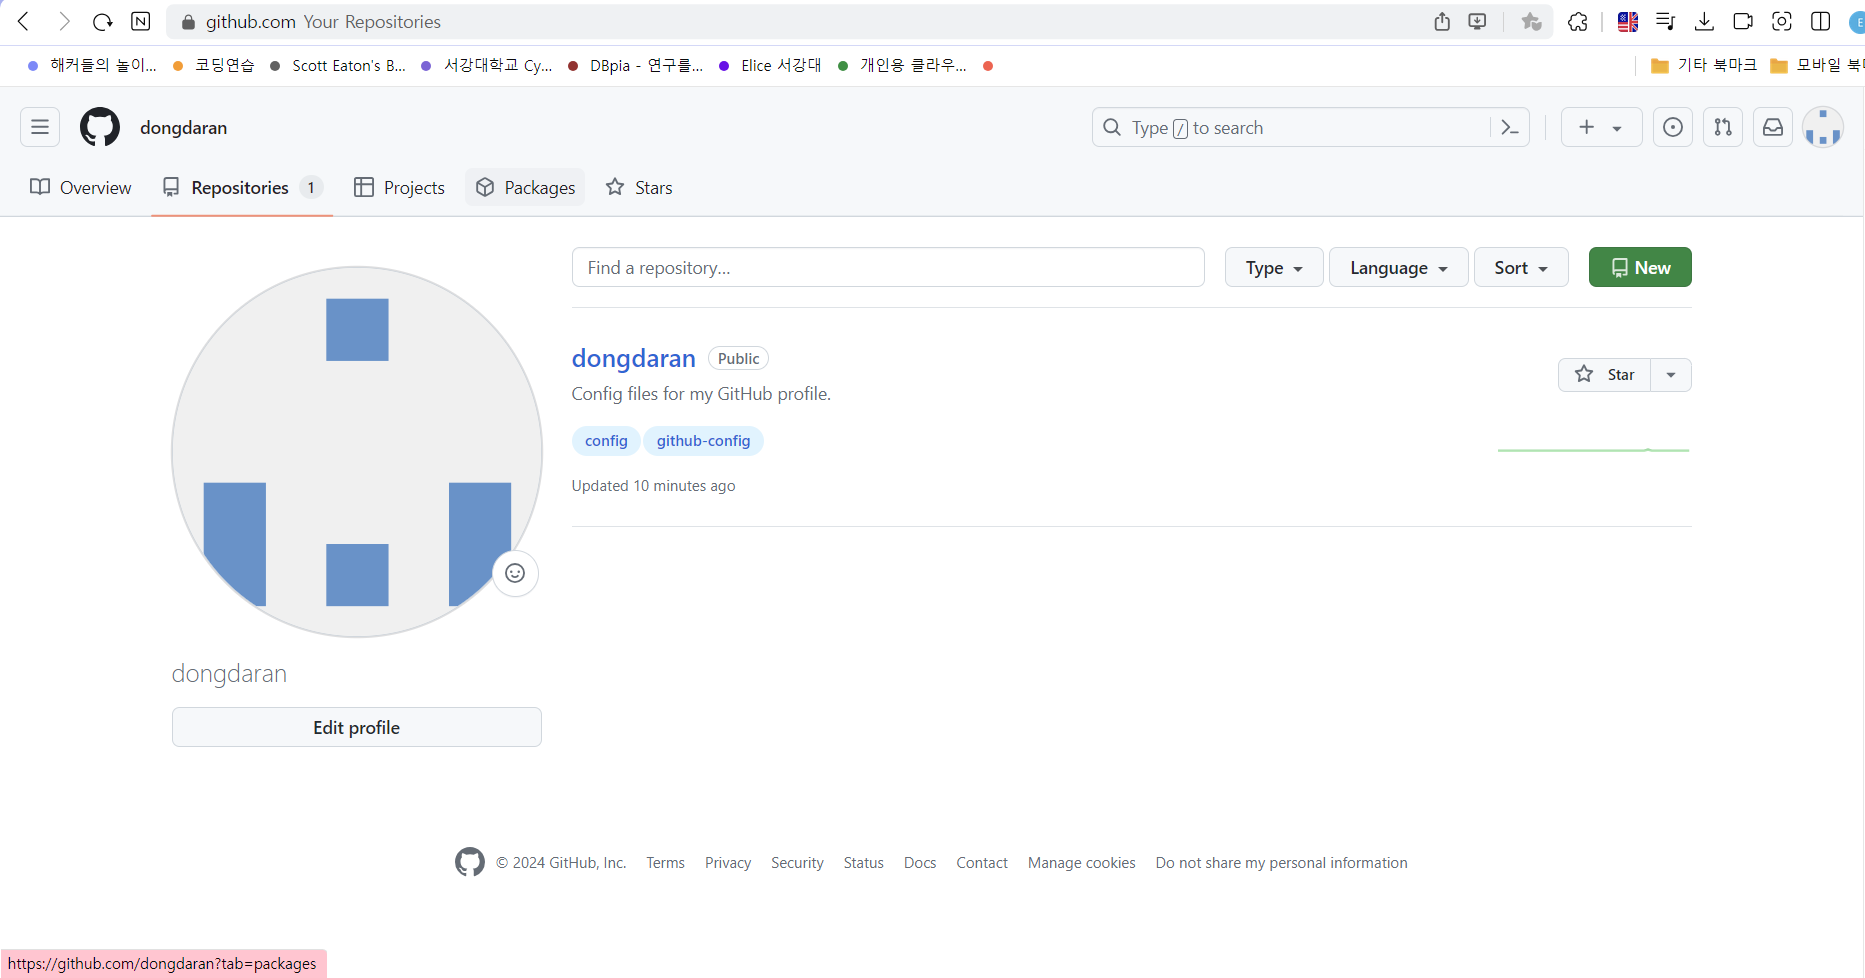 github.com Your Repositories
해커들의 놀이... 코딩연습 Scott Eaton's B... 서강대학교 Cy... DBpia - 연구를... Elice 서강대 개인용 클라우... 기타 북마크 모바일 북
dongdaran Type / to search
Overview Repositories 1 Projects Packages Stars
Find a repository... Type Language Sort New
dongdaran Public
Star
Config files for my GitHub profile.
config github-config
Updated 10 minutes ago
dongdaran
Edit profile
© 2024 GitHub, Inc. Terms Privacy Security Status Docs Contact Manage cookies Do not share my personal information
https://github.com/dongdaran?tab=packages